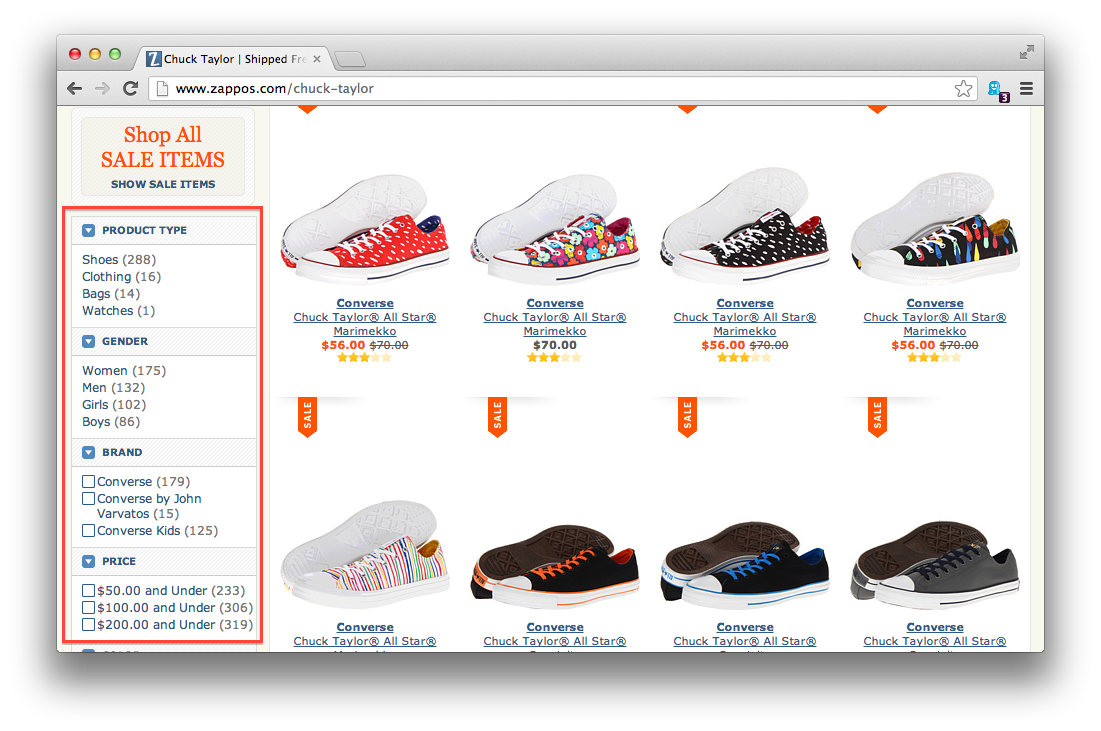 Chuck Taylor | Shipped Fre
www.zappos.com/chuck-taylor
3
Shop All
SALE ITEMS
SHOW SALE ITEMS
PRODUCT TYPE
Shoes (288)
Clothing (16)
Bags (14)
Watches (1)
GENDER
Women (175)
Men (132)
Girls (102)
Boys (86)
BRAND
Converse (179)
Converse by John
Varvatos (15)
Converse Kids (125)
PRICE
$50.00 and Under (233)
$100.00 and Under (306)
$200.00 and Under (319)
Converse
Chuck Taylor® All Star®
Marimekko
$56.00 $70.00
Converse
Chuck Taylor® All Star®
Marimekko
$70.00
Converse
Chuck Taylor® All Star®
Marimekko
$56.00 $70.00
Converse
Chuck Taylor® All Star®
Marimekko
$56.00 $70.00
SALE
SALE
SALE
SALE
Converse
Chuck Taylor® All Star®
Converse
Chuck Taylor® All Star®
Converse
Chuck Taylor® All Star®
Converse
Chuck Taylor® All Star®